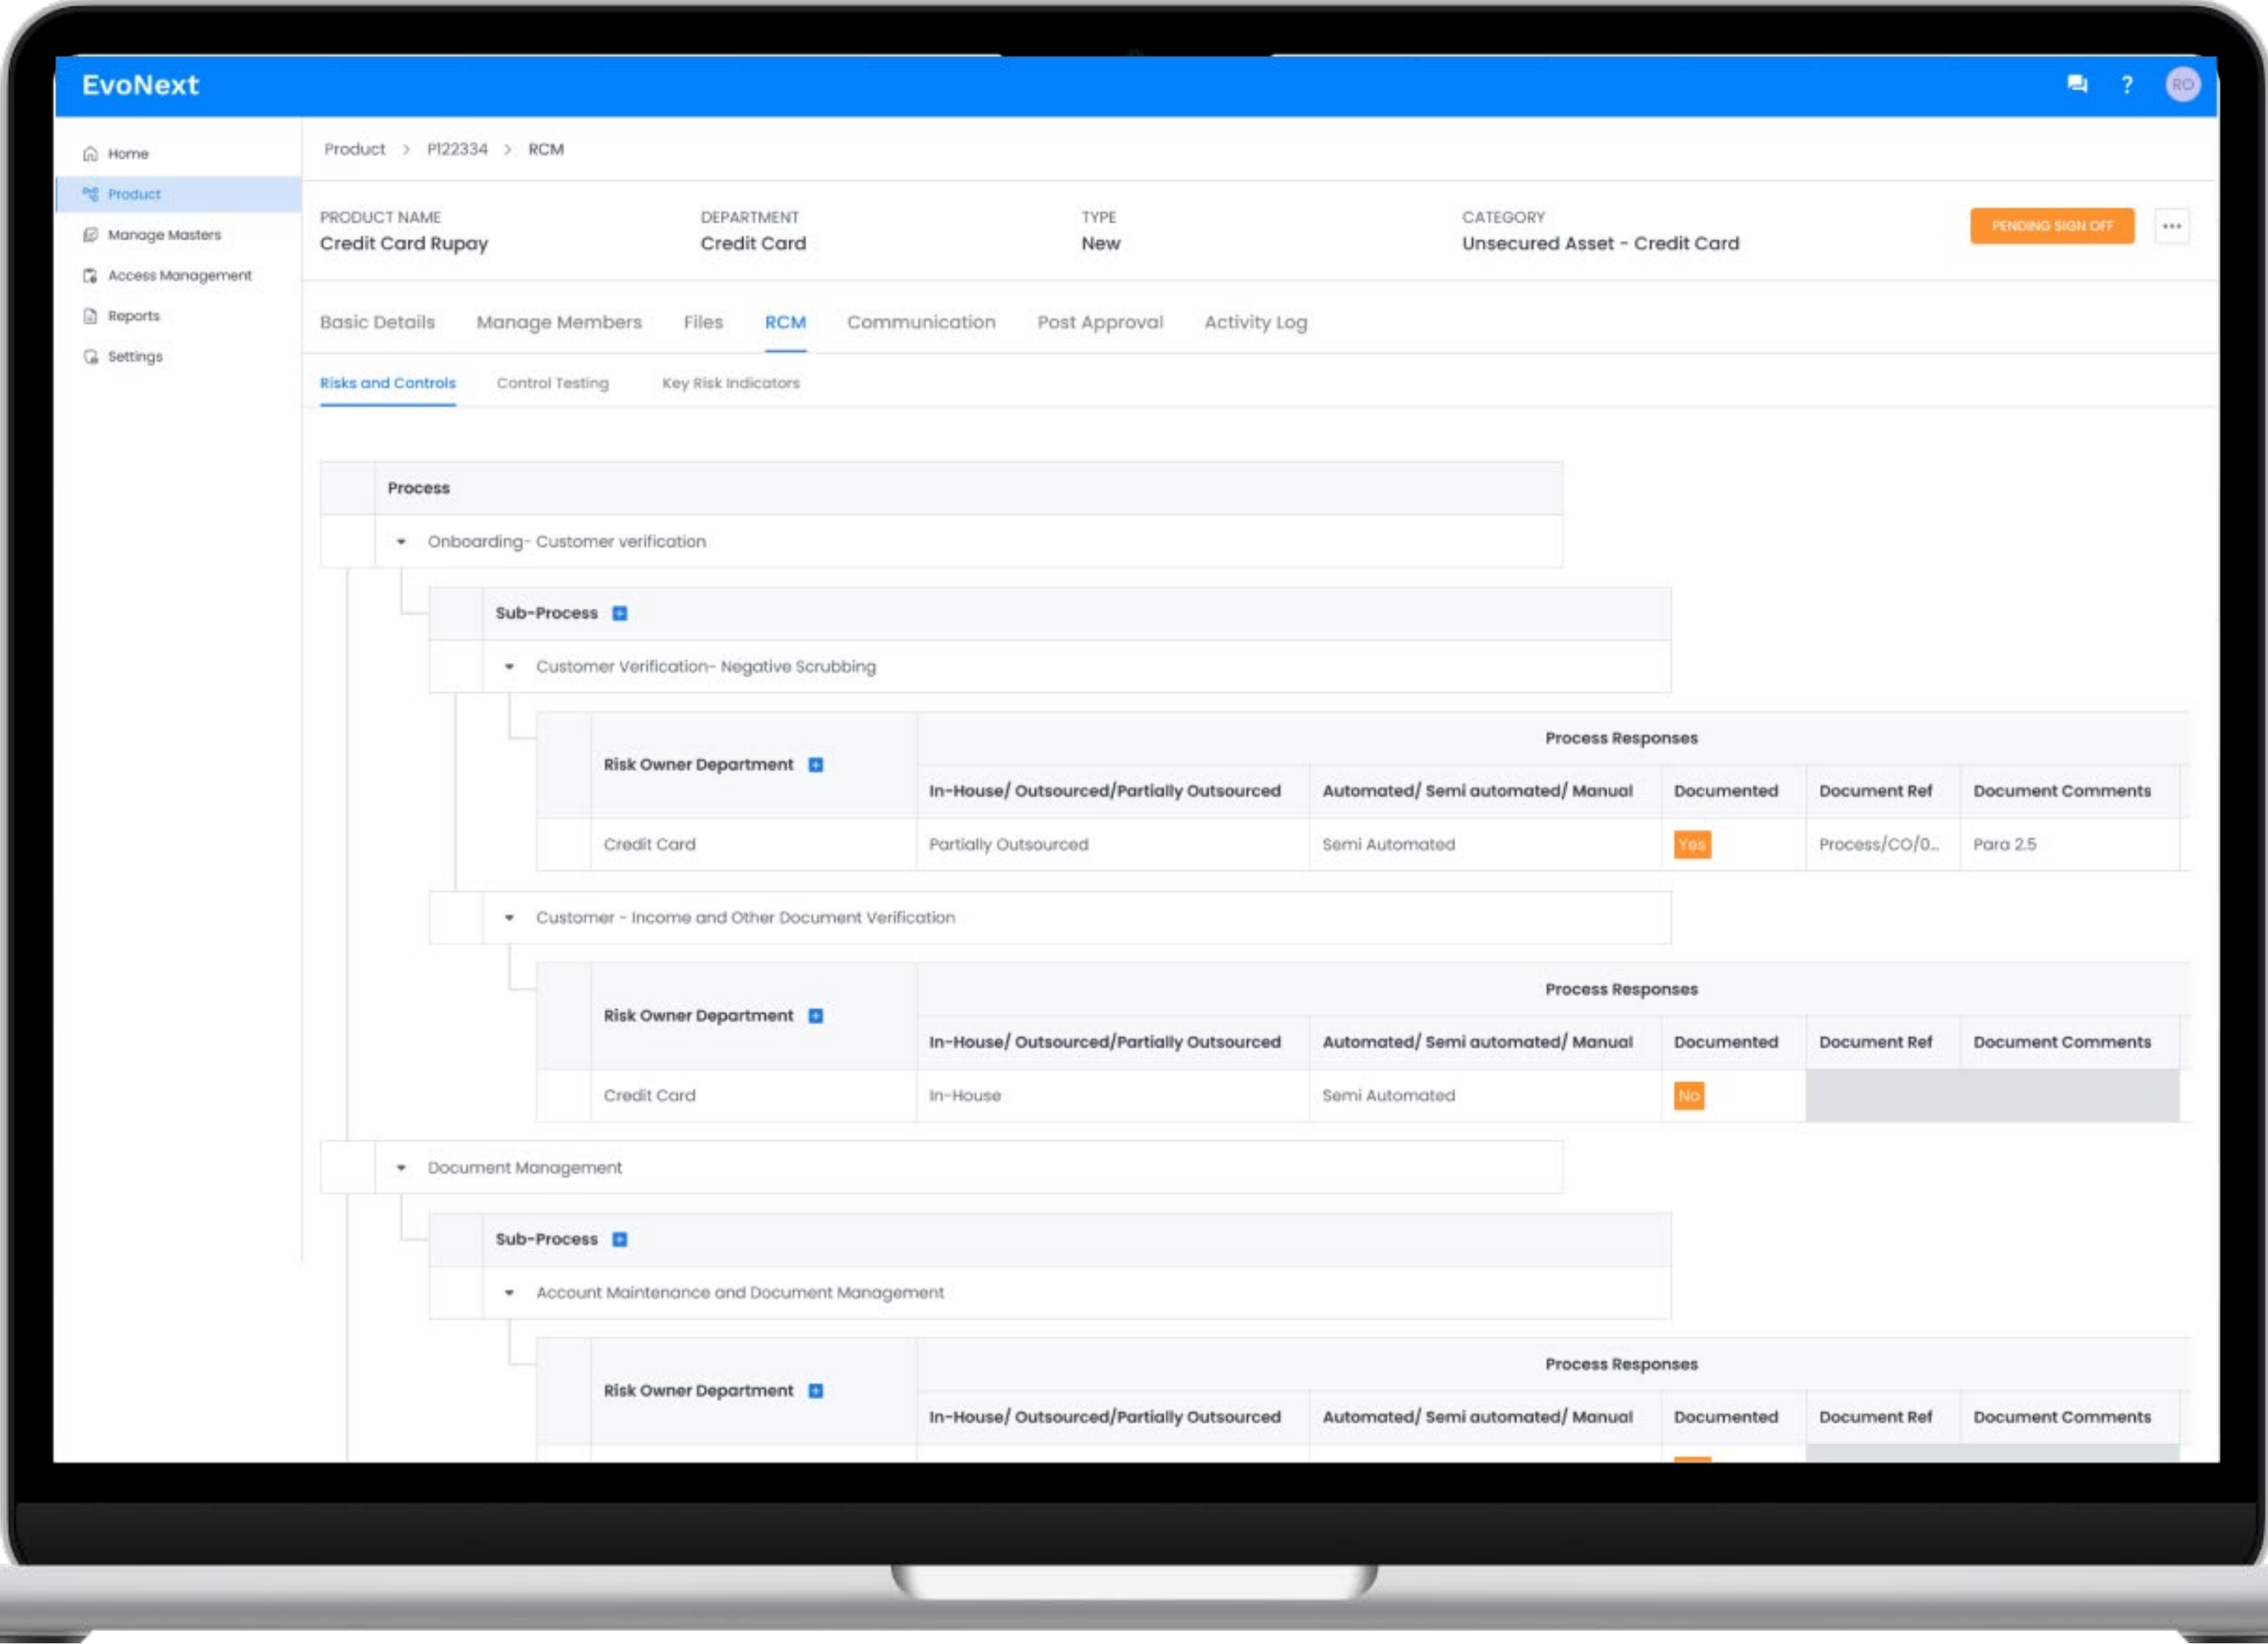 EvoNext
?
RO
Home
Product
Manage Masters
Access Management
Reports
Settings
Product > P122334 > RCM
PRODUCT NAME
Credit Card Rupay
DEPARTMENT
Credit Card
TYPE
New
CATEGORY
Unsecured Asset - Credit Card
PENDING SIGN OFF
Basic Details Manage Members Files RCM Communication Post Approval Activity Log
Risks and Controls Control Testing Key Risk Indicators
Process
Onboarding- Customer verification
Sub-Process
Customer Verification- Negative Scrubbing
Process Responses
Risk Owner Department
In-House/ Outsourced/Partially Outsourced Automated/ Semi automated/ Manual Documented Document Ref Document Comments
Credit Card Partially Outsourced Semi Automated Yes Process/CO/0... Para 2.5
Customer - Income and Other Document Verification
Process Responses
Risk Owner Department
In-House/ Outsourced/Partially Outsourced Automated/ Semi automated/ Manual Documented Document Ref Document Comments
Credit Card In-House Semi Automated No
Document Management
Sub-Process
Account Maintenance and Document Management
Process Responses
Risk Owner Department
In-House/ Outsourced/Partially Outsourced Automated/ Semi automated/ Manual Documented Document Ref Document Comments